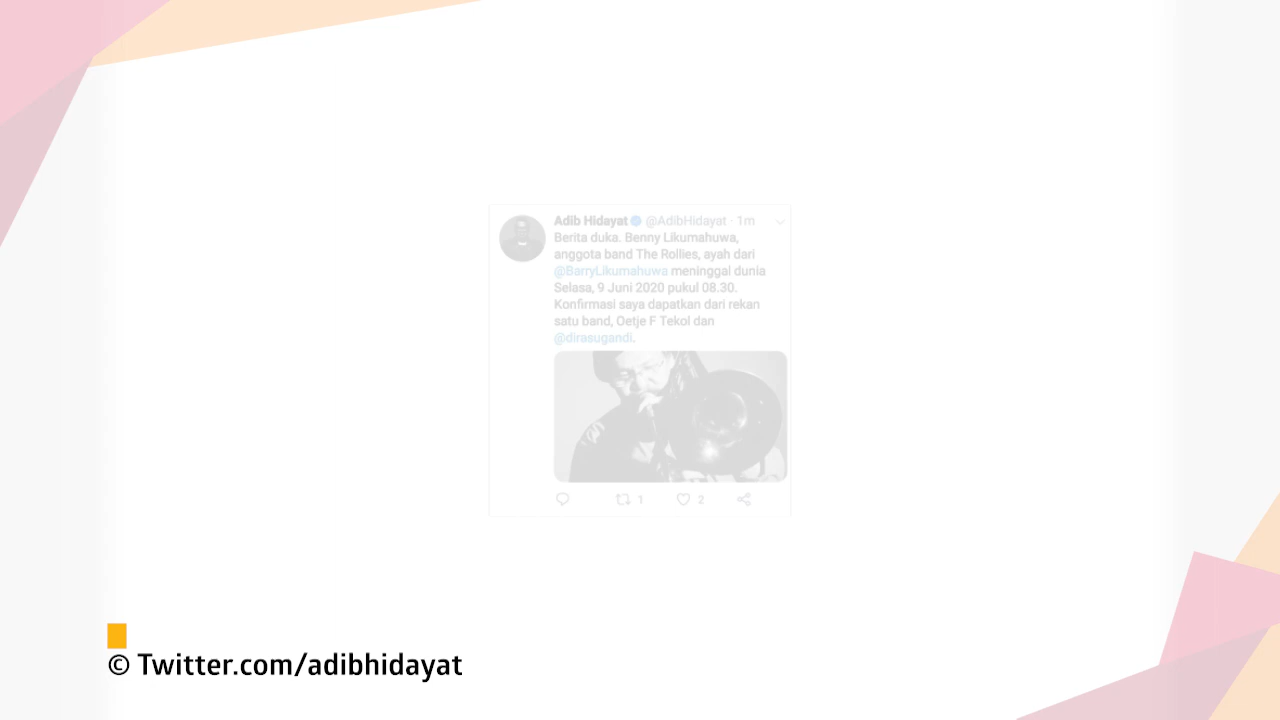 Adib Hidayat @AdibHidayat · 1m
Berita duka. Benny Likumahuwa,
anggota band The Rollies, ayah dari
@BarryLikumahuwa meninggal dunia
Selasa, 9 Juni 2020 pukul 08.30.
Konfirmasi saya dapatkan dari rekan
satu band, Oetje F Tekol dan
@dirasugandi.
1 2
© Twitter.com/adibhidayat